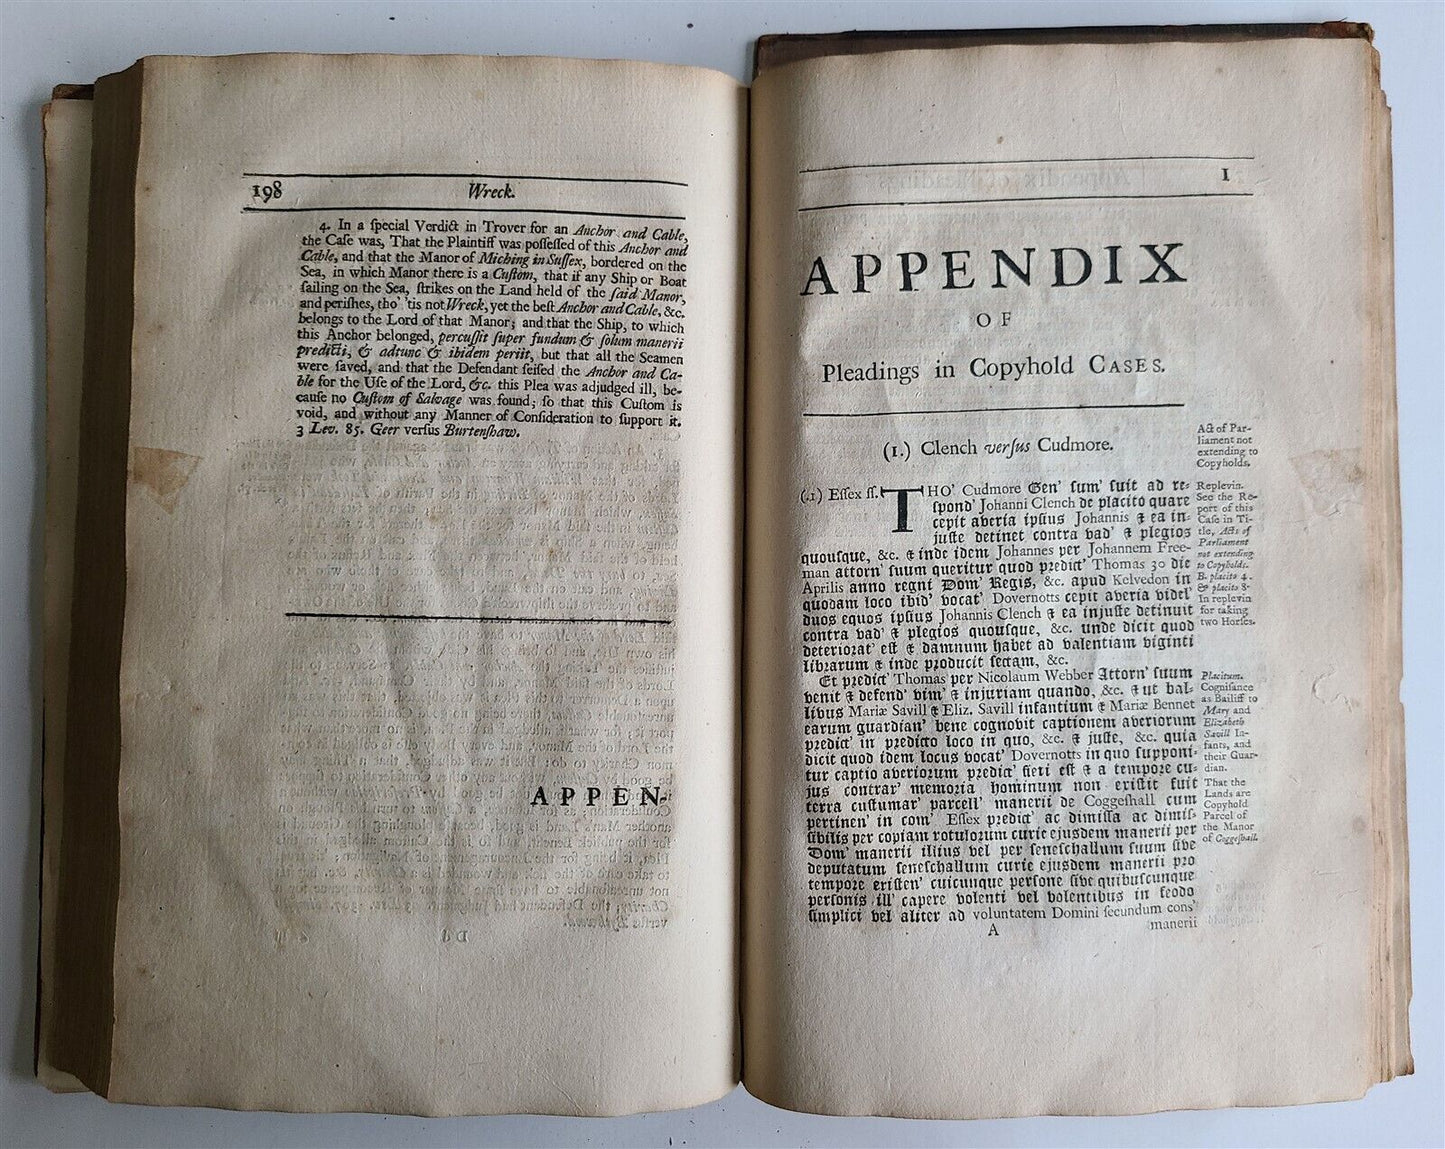 198 Wreck.
4. In a ſpecial Verdict in Trover for an Anchor and Cable,
the Caſe was, That the Plaintiff was poſſeſſed of this Anchor and
Cable, and that the Manor of Miching in Suſſex, bordered on the
Sea, in which Manor there is a Cuſtom, that if any Ship or Boat
ſailing on the Sea, ſtrikes on the Land held of the ſaid Manor,
and periſhes, tho' 'tis not Wreck, yet the beſt Anchor and Cable, &c.
belongs to the Lord of that Manor; and that the Ship, to which
this Anchor belonged, percuſſit ſuper fundum & ſolum manerii
predicti, & adtunc & ibidem periit, but that all the Seamen
were ſaved, and that the Defendant ſeiſed the Anchor and Ca-
ble for the Uſe of the Lord, &c. this Plea was adjudged ill, be-
cauſe no Cuſtom of Salvage was found; ſo that this Cuſtom is
void, and without any Manner of Conſideration to ſupport it.
3 Lev. 85. Geer verſus Burtenſhaw.
APPEN-
1
APPENDIX
OF
Pleadings in Copyhold CASES.
(1.) Clench verſus Cudmore.
(.1) Eſſex ſſ. THO' Cudmore Gen' ſum' fuit ad re-
ſpond' Johanni Clench de placito quare
cepit averia ipſius Johannis & ea in-
juſte detinet contra vad' & plegios
quouſque, &c. & inde idem Johannes per Johannem Free-
man attorn' ſuum queritur quod predict' Thomas 30 die
Aprilis anno regni Dom' Regis, &c. apud Kelvedon in
quodam loco ibid' vocat' Dovernotts cepit averia videl'
duos equos ipſius Johannis Clench & ea injuſte detinuit
contra vad' & plegios quouſque, &c. unde dicit quod
deteriorat' eſt & damnum habet ad valentiam viginti
librarum & inde producit ſectam, &c.
Et predict' Thomas per Nicolaum Webber Attorn' ſuum
venit & defend' vim' & injuriam quando, &c. & ut bal-
libus Mariæ Savill & Eliz. Savill infantium & Mariæ Bennet
earum guardian' bene cognovit captionem averiorum
predict' in predicto loco in quo, &c. & juſte, &c. quia
dicit quod idem locus vocat' Dovernotts in quo ſupponi-
tur captio averiorum predict' fieri eſt & a tempore cu-
jus contrar' memoria hominum non exiſtit fuit
terra cuſtumar' parcell' manerii de Coggeſhall cum
pertinen' in com' Eſſex predict' ac dimiſſa ac dimiſ-
ſibilis per copiam rotulorum curie ejusdem manerii per
Dom' manerii illius vel per ſeneſchallum ſuum ſive
deputatum ſeneſchallum curie ejuſdem manerii pro
tempore exiſten' cuicunque perſone ſive quibuſcunque
perſonis ill' capere volenti vel volentibus in feodo
ſimplici vel aliter ad voluntatem Domini ſecundum conſ'
A manerii
Act of Par-
liament not
extending to
Copyholds.
Replevin.
See the Re-
port of this
Caſe in Ti-
tle, Acts of
Parliament
not extending
to Copyholds.
B. placito 4.
& placito 8
In replevin
for taking
two Horſes.
Placitum.
Cogniſance
as Bailiff to
Mary and
Elizabeth
Savill In-
fants, and
their Guar-
dian.
That the
Lands are
Copyhold
Parcel of
the Manor
of Coggeſhall.